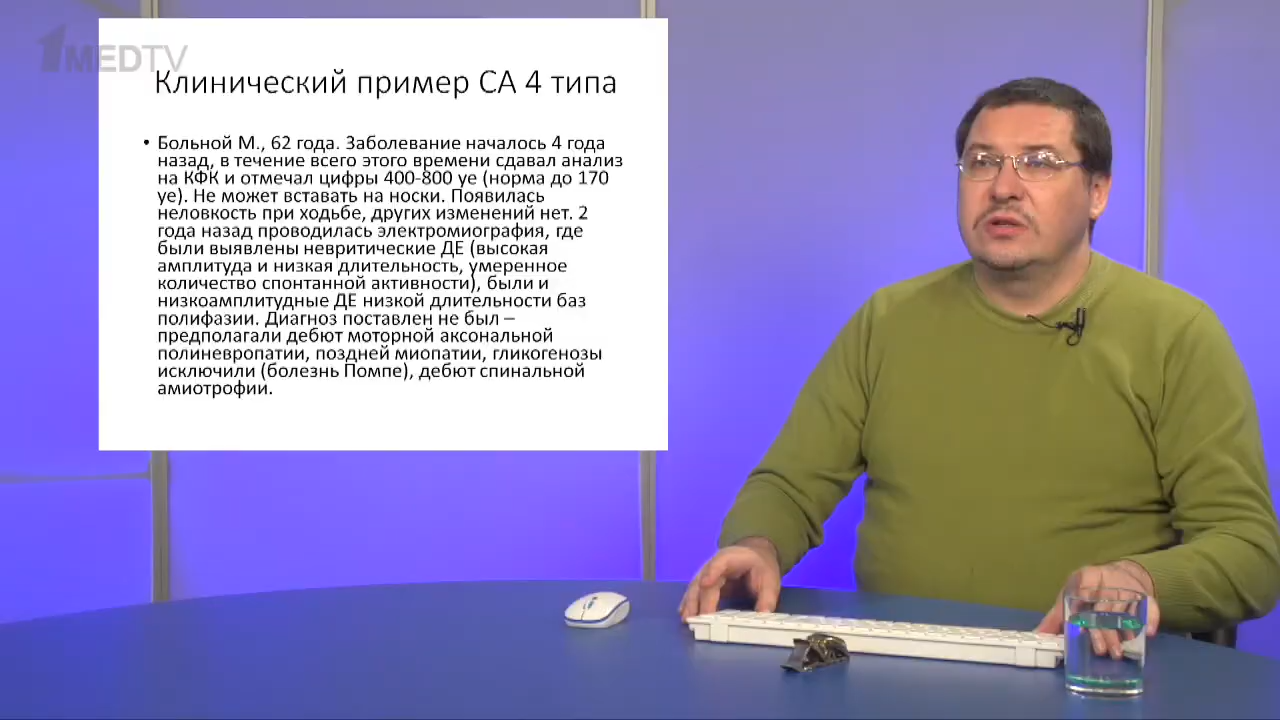 1MEDTV
Клинический пример СА 4 типа
• Больной М., 62 года. Заболевание началось 4 года
назад, в течение всего этого времени сдавал анализ
на КФК и отмечал цифры 400-800 уе (норма до 170
уе). Не может вставать на носки. Появилась
неловкость при ходьбе, других изменений нет. 2
года назад проводилась электромиография, где
были выявлены невритические ДЕ (высокая
амплитуда и низкая длительность, умеренное
количество спонтанной активности), были и
низкоамплитудные ДЕ низкой длительности баз
полифазии. Диагноз поставлен не был –
предполагали дебют моторной аксональной
полиневропатии, поздней миопатии, гликогенозы
исключили (болезнь Помпе), дебют спинальной
амиотрофии.